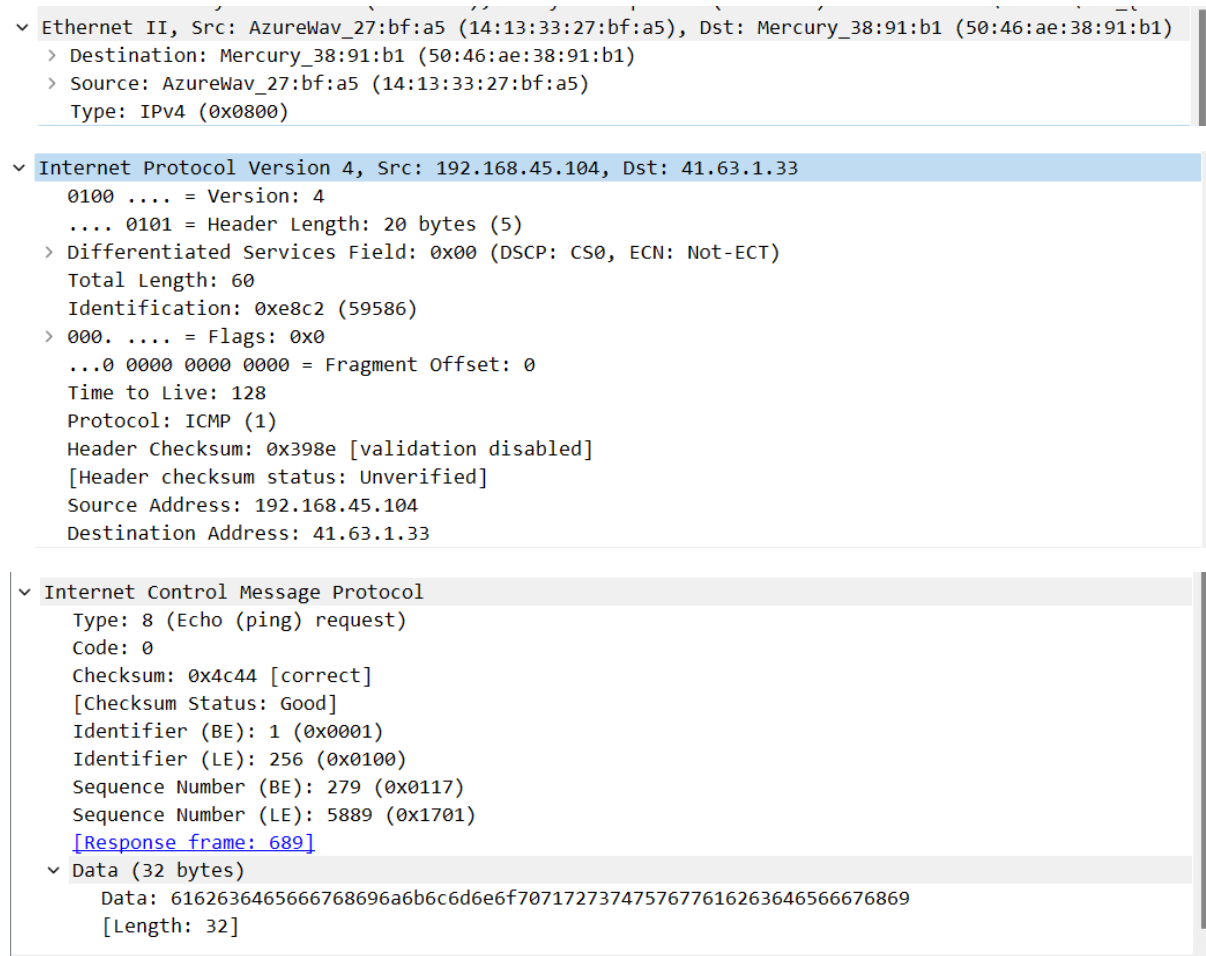 Ethernet II, Src: AzureWav_27:bf:a5 (14:13:33:27:bf:a5), Dst: Mercury_38:91:b1 (50:46:ae:38:91:b1)
Destination: Mercury_38:91:b1 (50:46:ae:38:91:b1)
Source: AzureWav_27:bf:a5 (14:13:33:27:bf:a5)
Type: IPv4 (0x0800)
Internet Protocol Version 4, Src: 192.168.45.104, Dst: 41.63.1.33
0100 .... = Version: 4
.... 0101 = Header Length: 20 bytes (5)
Differentiated Services Field: 0x00 (DSCP: CS0, ECN: Not-ECT)
Total Length: 60
Identification: 0xe8c2 (59586)
000. .... = Flags: 0x0
...0 0000 0000 0000 = Fragment Offset: 0
Time to Live: 128
Protocol: ICMP (1)
Header Checksum: 0x398e [validation disabled]
[Header checksum status: Unverified]
Source Address: 192.168.45.104
Destination Address: 41.63.1.33
Internet Control Message Protocol
Type: 8 (Echo (ping) request)
Code: 0
Checksum: 0x4c44 [correct]
[Checksum Status: Good]
Identifier (BE): 1 (0x0001)
Identifier (LE): 256 (0x0100)
Sequence Number (BE): 279 (0x0117)
Sequence Number (LE): 5889 (0x1701)
[Response frame: 689]
Data (32 bytes)
Data: 6162636465666768696a6b6c6d6e6f7071727374757677616263646566676869
[Length: 32]